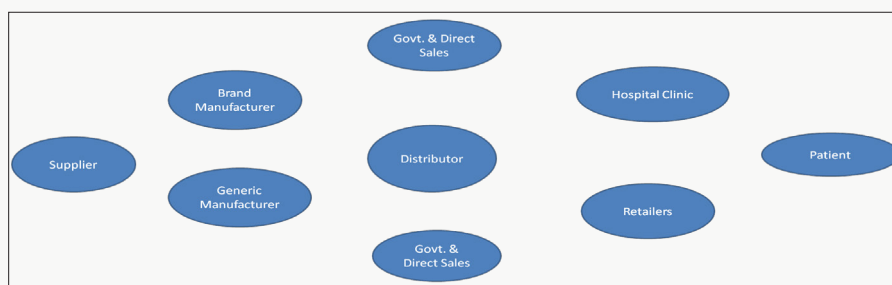 Govt. & Direct
Sales
Brand
Manufacturer
Hospital Clinic
Supplier
Distributor
Patient
Generic
Manufacturer
Retailers
Govt. &
Direct Sales